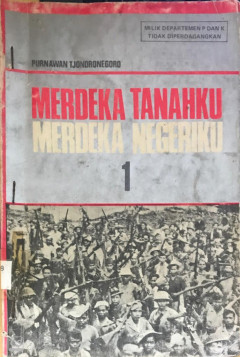 MILIK DEPARTEMEN P DAN K
TIDAK DIPERDAGANGKAN
PURNAWAN TJONDRONEGORO
MERDEKA TANAHKU
MERDEKA NEGERIKU
1